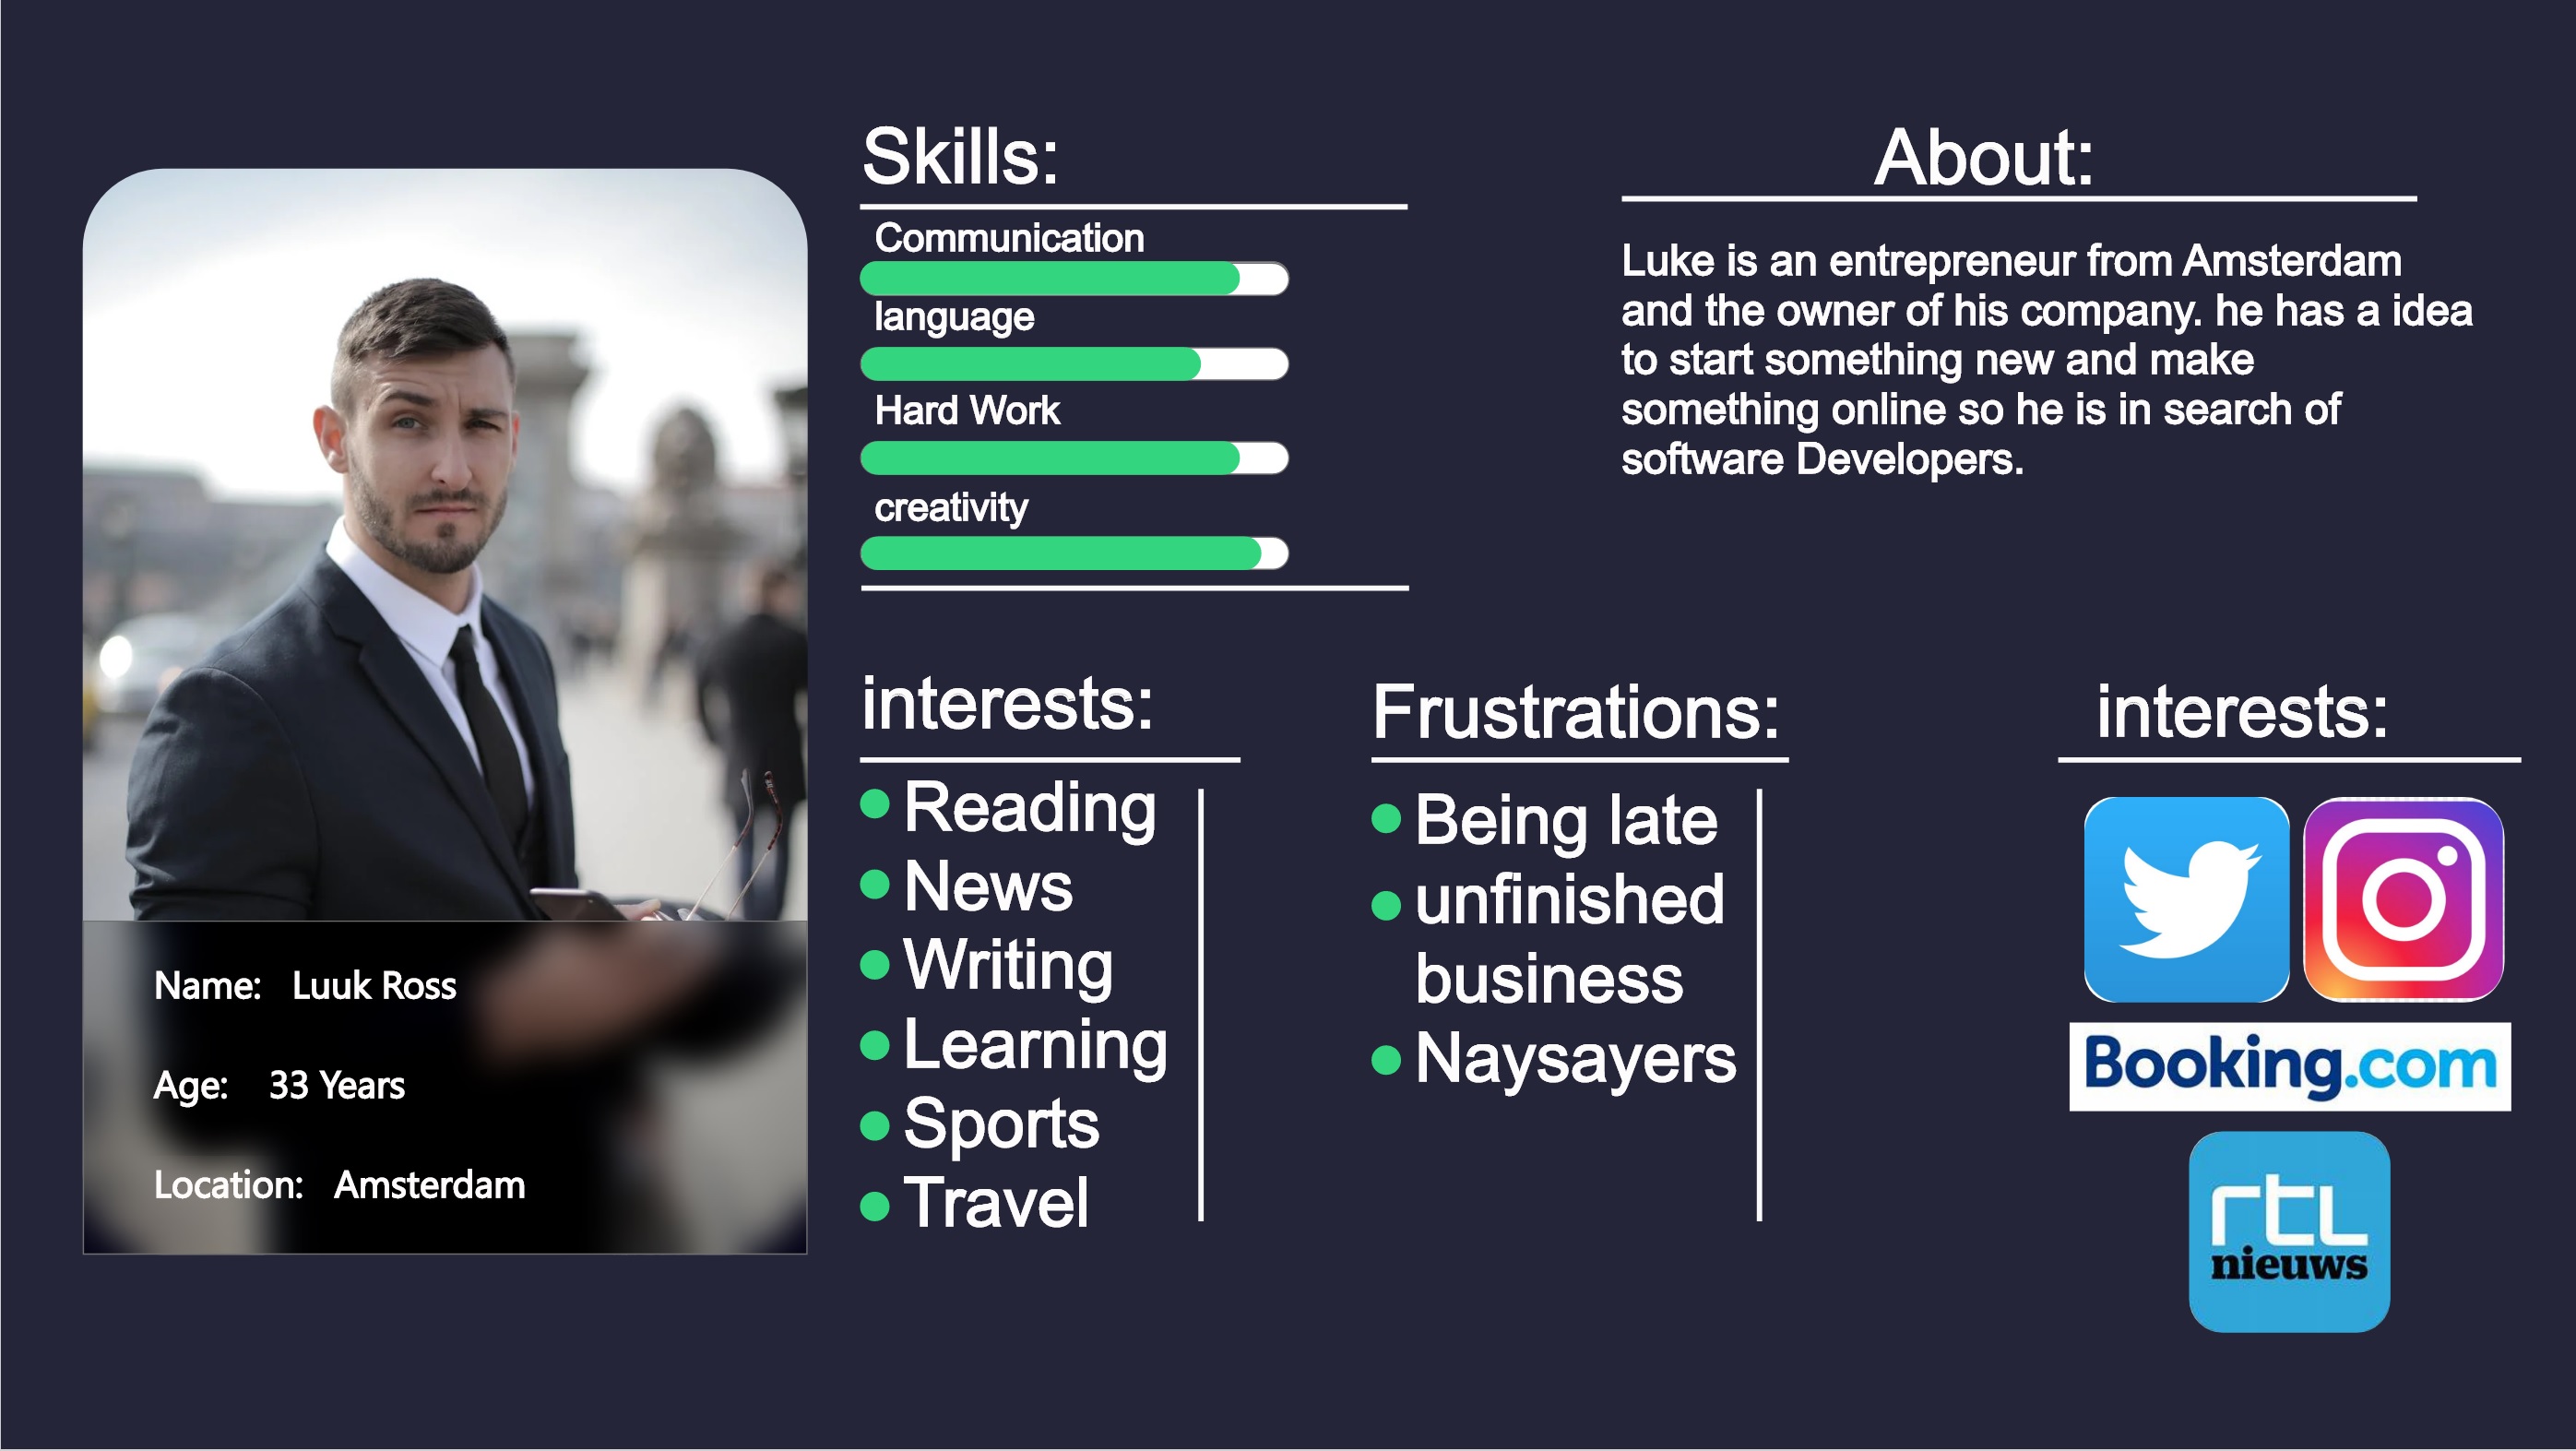 Skills:
Communication
language
Hard Work
creativity
About:
Luke is an entrepreneur from Amsterdam
and the owner of his company. he has a idea
to start something new and make
something online so he is in search of
software Developers.
Name: Luuk Ross
Age: 33 Years
Location: Amsterdam
interests:
Reading
News
Writing
Learning
Sports
Travel
Frustrations:
Being late
unfinished
business
Naysayers
interests:
Booking.com
rtl
nieuws